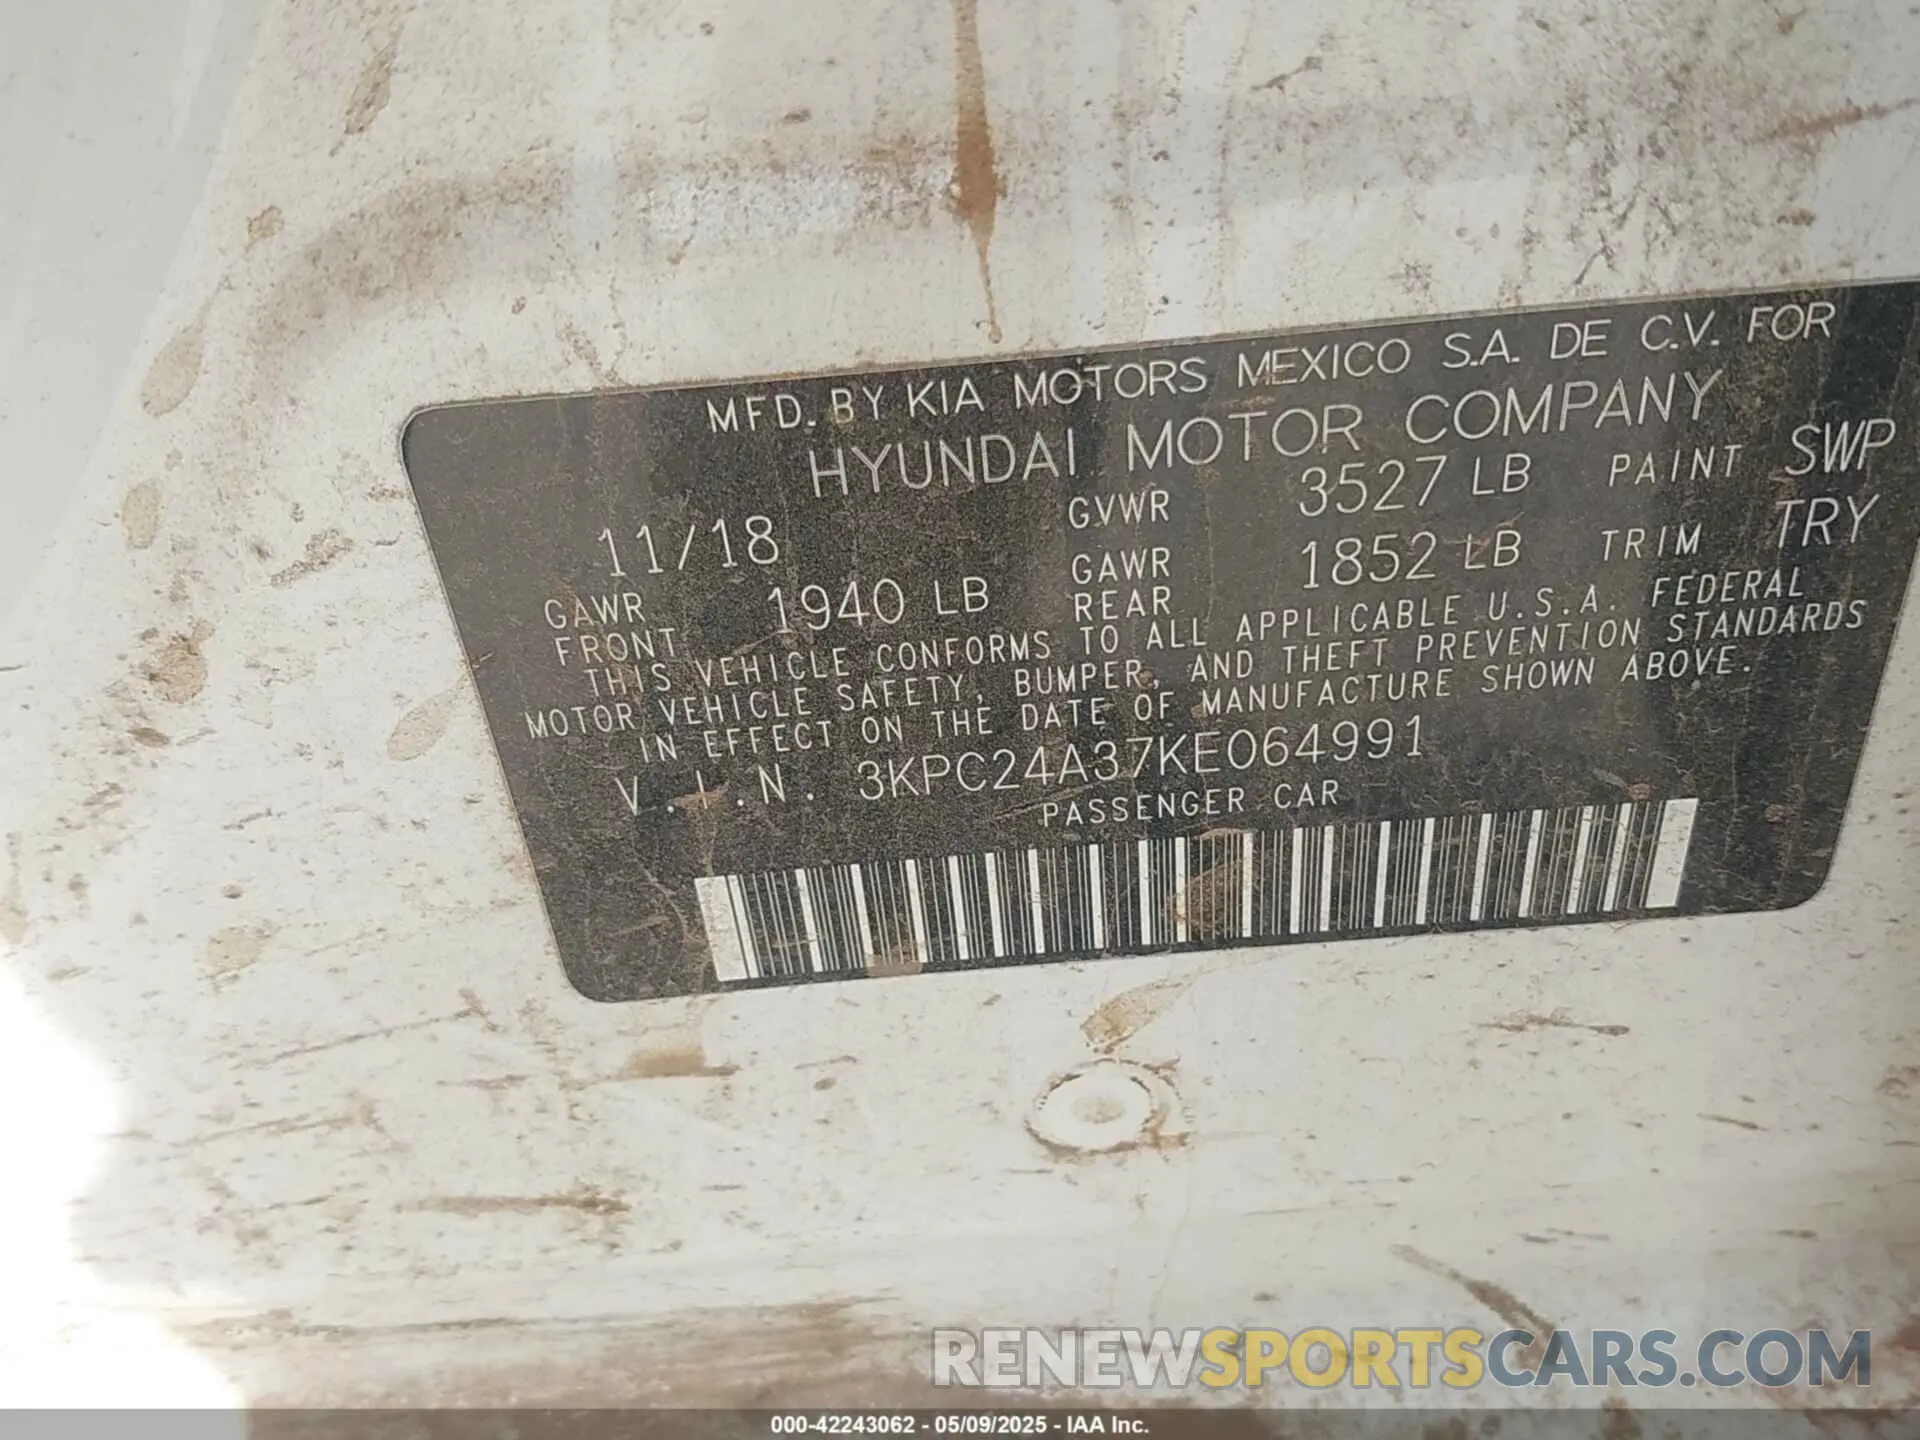 MFD. BY KIA MOTORS MEXICO S.A. DE C.V. FOR
HYUNDAI MOTOR COMPANY
11/18 GVWR 3527 LB PAINT SWP
GAWR FRONT 1940 LB GAWR REAR 1852 LB TRIM TRY
THIS VEHICLE CONFORMS TO ALL APPLICABLE U.S.A. FEDERAL
MOTOR VEHICLE SAFETY, BUMPER, AND THEFT PREVENTION STANDARDS
IN EFFECT ON THE DATE OF MANUFACTURE SHOWN ABOVE.
V.I.N. 3KPC24A37KE064991
PASSENGER CAR
RENEWSPORTSCARS.COM
000-42243062 - 05/09/2025 - IAA Inc.